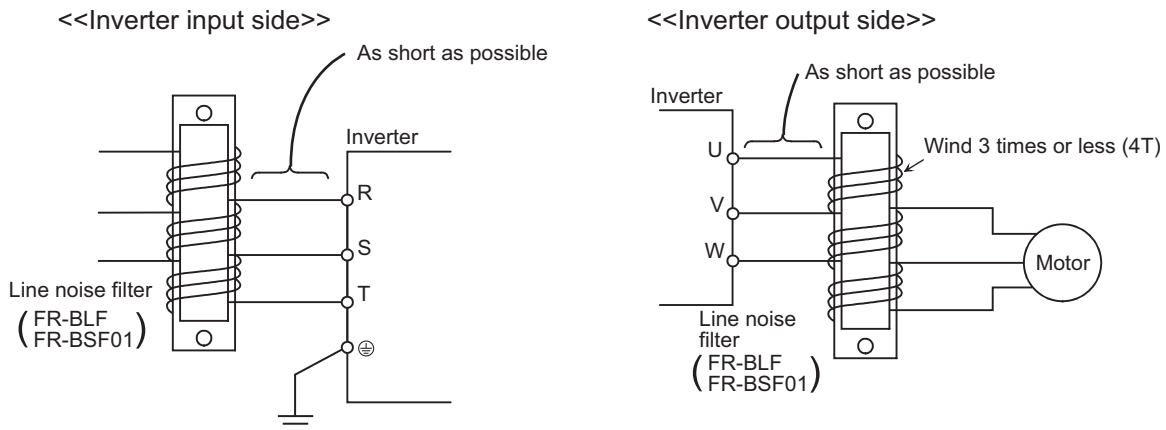 <<Inverter input side>>
As short as possible
Inverter
R
S
T
Line noise filter
( FR-BLF
FR-BSF01 )
<<Inverter output side>>
As short as possible
Inverter
U
V
W
Wind 3 times or less (4T)
Motor
Line noise
filter
( FR-BLF
FR-BSF01 )